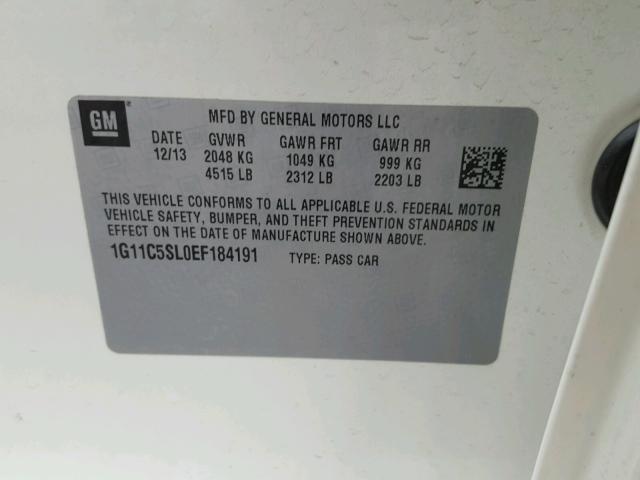 GM
MFD BY GENERAL MOTORS LLC
DATE GVWR GAWR FRT GAWR RR
12/13 2048 KG 1049 KG 999 KG
4515 LB 2312 LB 2203 LB
THIS VEHICLE CONFORMS TO ALL APPLICABLE U.S. FEDERAL MOTOR
VEHICLE SAFETY, BUMPER, AND THEFT PREVENTION STANDARDS IN
EFFECT ON THE DATE OF MANUFACTURE SHOWN ABOVE.
1G11C5SL0EF184191 TYPE: PASS CAR